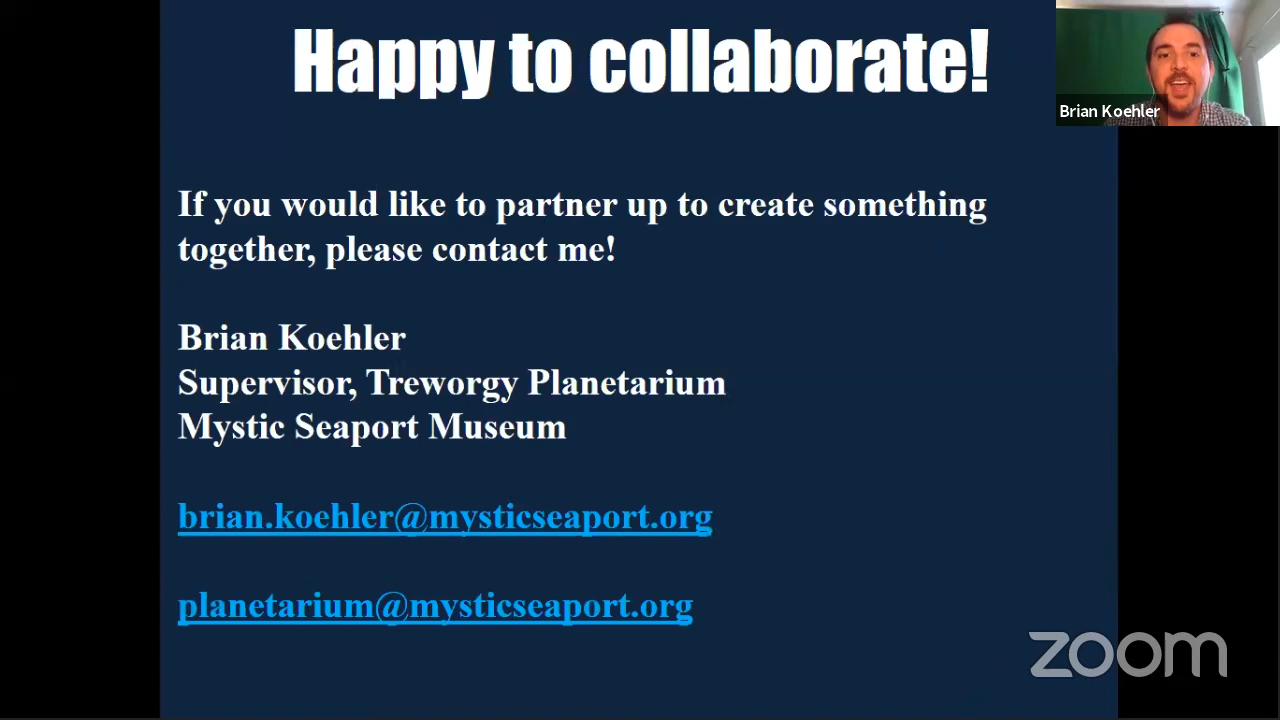 Happy to collaborate!
Brian Koehler
If you would like to partner up to create something
together, please contact me!
Brian Koehler
Supervisor, Treworgy Planetarium
Mystic Seaport Museum
brian.koehler@mysticseaport.org
planetarium@mysticseaport.org
zoom